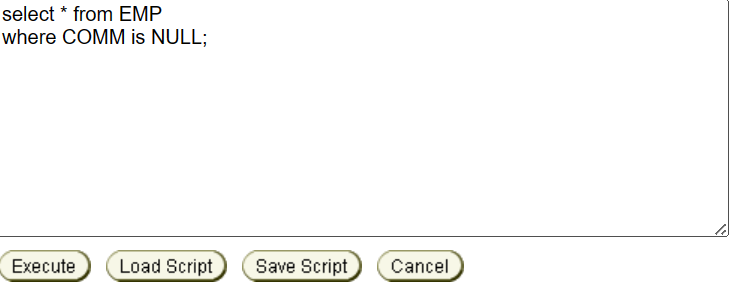 select * from EMP
where COMM is NULL;
Execute Load Script Save Script Cancel